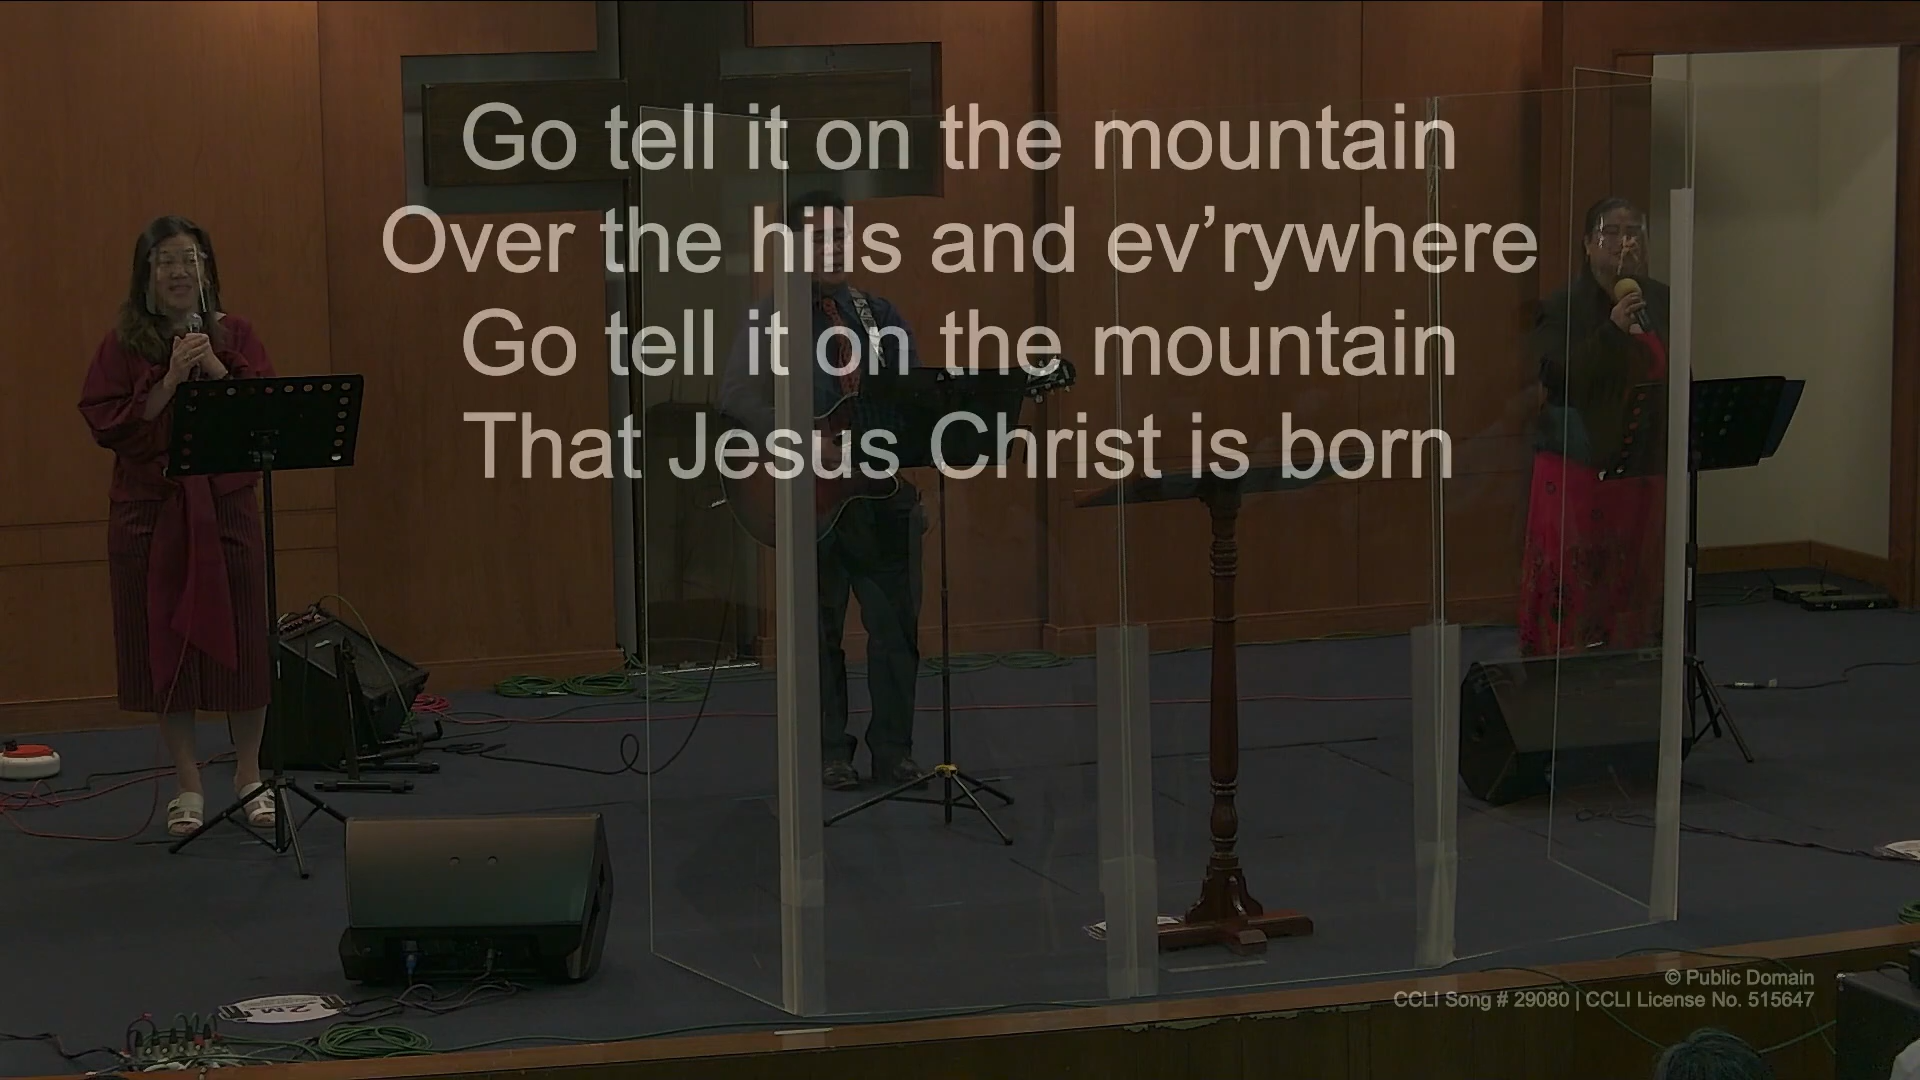 Go tell it on the mountain
Over the hills and ev’rywhere
Go tell it on the mountain
That Jesus Christ is born
© Public Domain
CCLI Song # 29080 | CCLI License No. 515647
2M